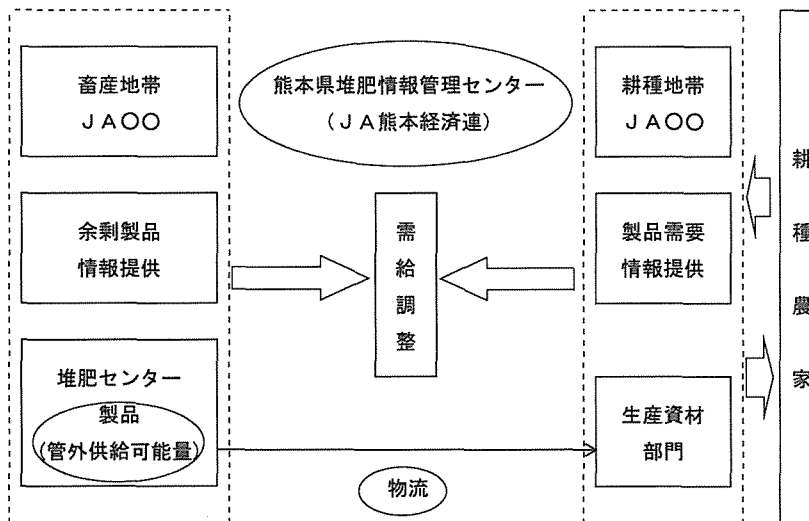 畜産地帯
JA〇〇
熊本県堆肥情報管理センター
(JA熊本経済連)
耕種地帯
JA〇〇
余剰製品
情報提供
需給調整
製品需要
情報提供
耕種農家
堆肥センター
製品
(管外供給可能量)
生産資材
部門
物流